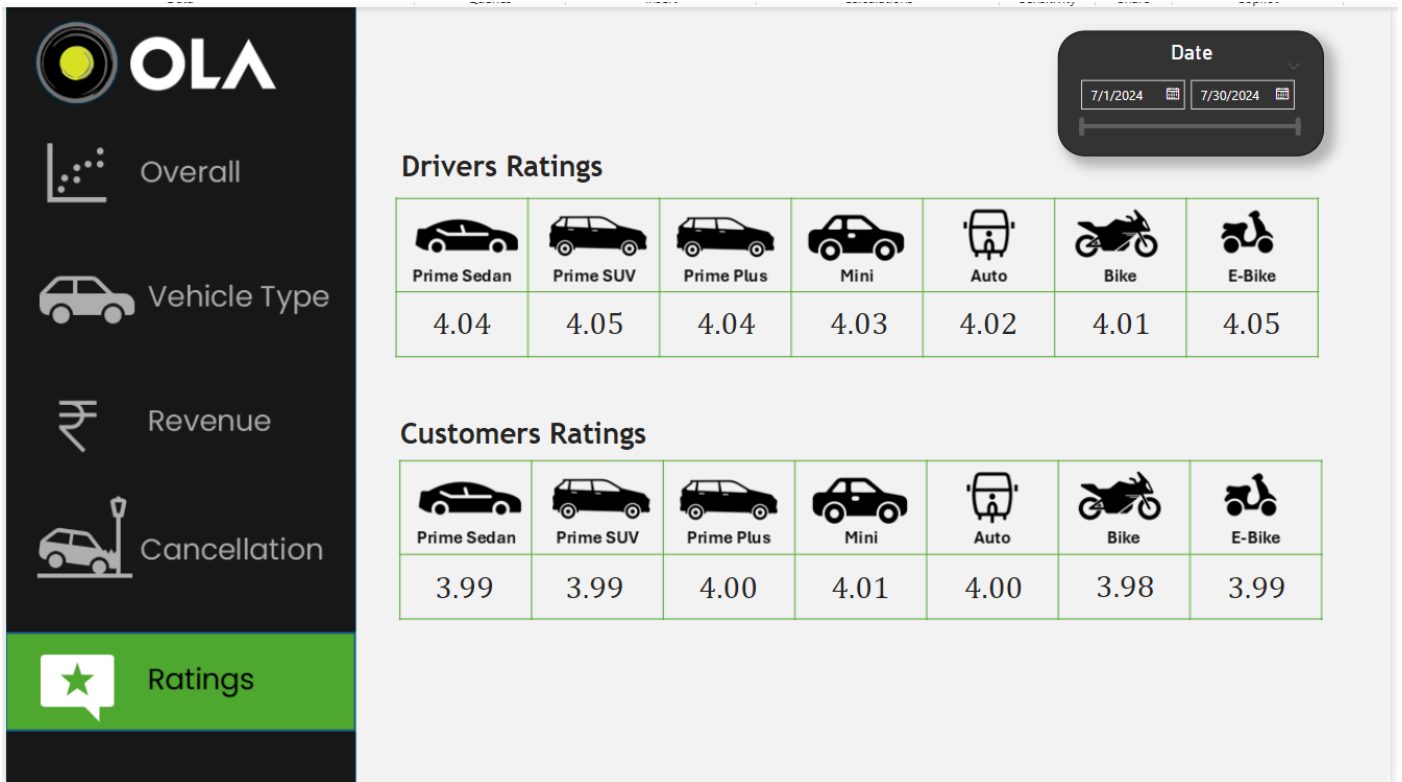 OLA
Date
7/1/2024 7/30/2024
Overall
Vehicle Type
Revenue
Cancellation
Ratings
Drivers Ratings
Prime Sedan Prime SUV Prime Plus Mini Auto Bike E-Bike
4.04 4.05 4.04 4.03 4.02 4.01 4.05
Customers Ratings
Prime Sedan Prime SUV Prime Plus Mini Auto Bike E-Bike
3.99 3.99 4.00 4.01 4.00 3.98 3.99